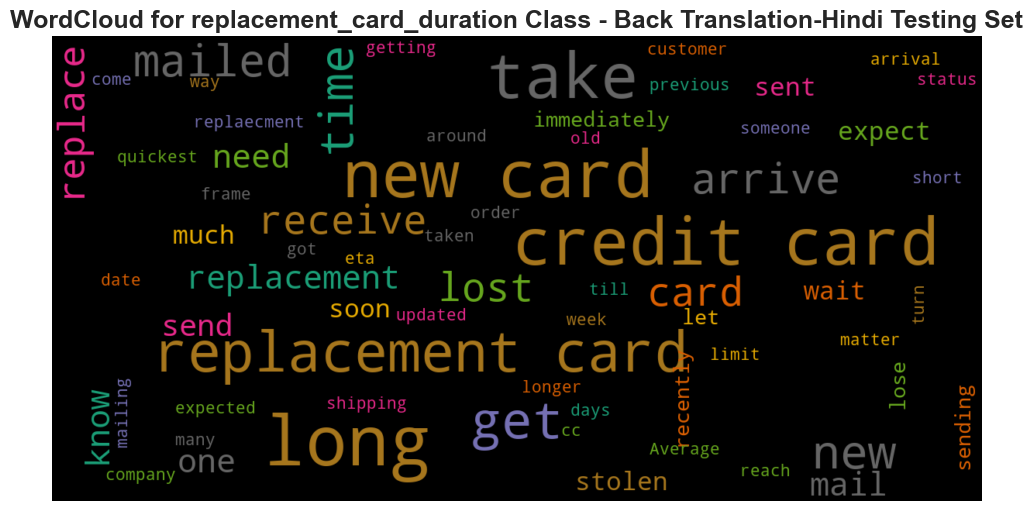 WordCloud for replacement_card_duration Class - Back Translation-Hindi Testing Set
replace
come
mailed
way
time
getting
take
customer
previous
sent
arrival
status
replaecment
around
immediately
old
someone
expect
quickest
need
frame
new card
arrive
short
receive
order
much
got
taken
credit card
eta
date
replacement
lost
till
card
wait
turn
soon
updated
send
week
let
replacement card
limit
matter
recently
longer
lose
know
mailing
expected
shipping
days
long
get
cc
many
one
company
Average
reach
new
sending
stolen
mail